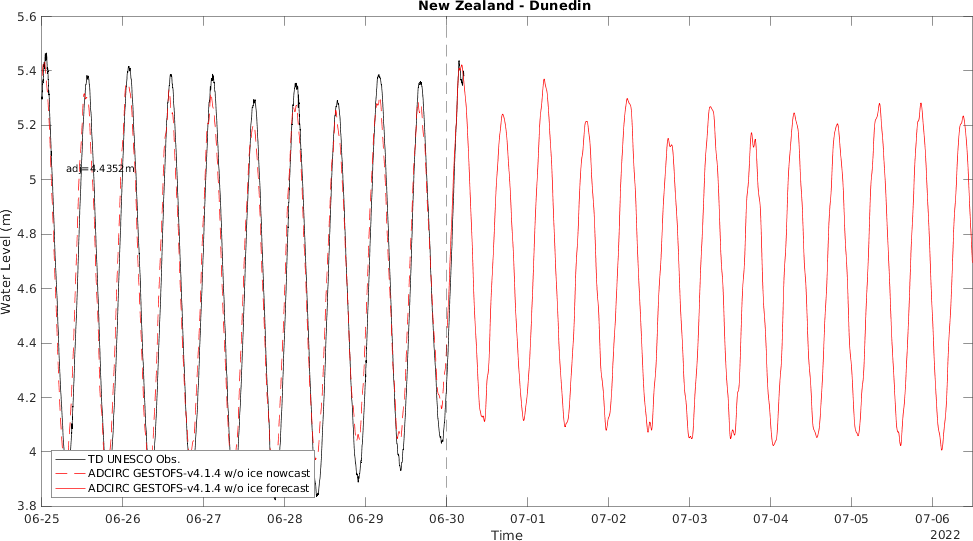 New Zealand - Dunedin
5.6
5.4
5.2
5
4.8
4.6
4.4
4.2
4
3.8
Water Level (m)
adj=4.4352m
TD UNESCO Obs.
ADCIRC GESTOFS-v4.1.4 w/o ice nowcast
ADCIRC GESTOFS-v4.1.4 w/o ice forecast
06-25 06-26 06-27 06-28 06-29 06-30 07-01 07-02 07-03 07-04 07-05 07-06
Time
2022